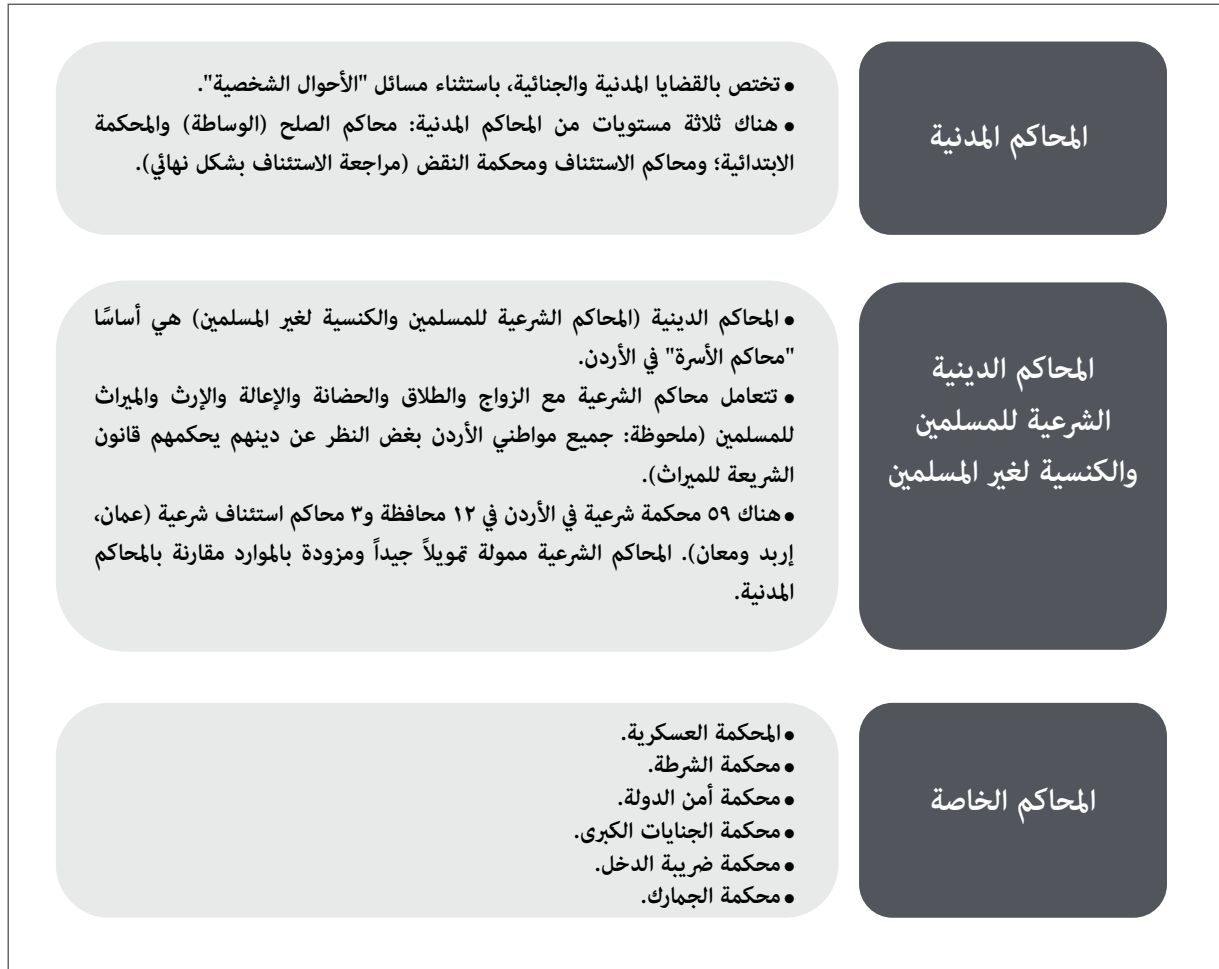 المحاكم المدنية
• تختص بالقضايا المدنية والجنائية، باستثناء مسائل "الأحوال الشخصية".
• هناك ثلاثة مستويات من المحاكم المدنية: محاكم الصلح (الوساطة) والمحكمة
الابتدائية؛ ومحاكم الاستئناف ومحكمة النقض (مراجعة الاستئناف بشكل نهائي).
المحاكم الدينية
الشرعية للمسلمين
والكنسية لغير المسلمين
• المحاكم الدينية (المحاكم الشرعية للمسلمين والكنسية لغير المسلمين) هي أساسًا
"محاكم الأسرة" في الأردن.
• تتعامل محاكم الشرعية مع الزواج والطلاق والحضانة والإعالة والإرث والميراث
للمسلمين (ملحوظة: جميع مواطني الأردن بغض النظر عن دينهم يحكمهم قانون
الشريعة للميراث).
• هناك ٥٩ محكمة شرعية في الأردن في ١٢ محافظة و٣ محاكم استئناف شرعية (عمان،
إربد ومعان). المحاكم الشرعية ممولة تمويلاً جيداً ومزودة بالموارد مقارنة بالمحاكم
المدنية.
المحاكم الخاصة
• المحكمة العسكرية.
• محكمة الشرطة.
• محكمة أمن الدولة.
• محكمة الجنايات الكبرى.
• محكمة ضريبة الدخل.
• محكمة الجمارك.